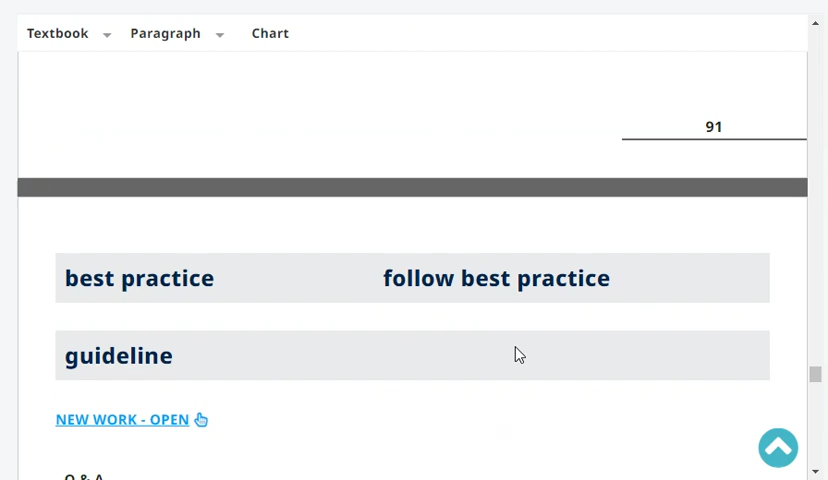 Textbook Paragraph Chart
91
best practice follow best practice
guideline
NEW WORK - OPEN
Q & A